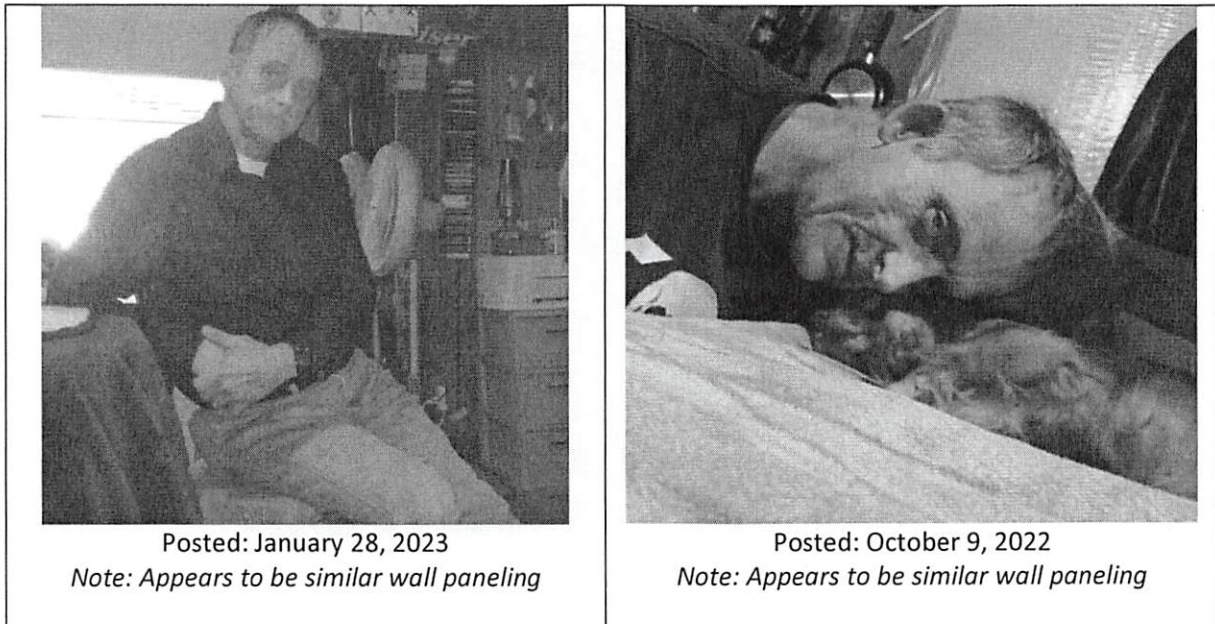 Posted: January 28, 2023
Note: Appears to be similar wall paneling
Posted: October 9, 2022
Note: Appears to be similar wall paneling